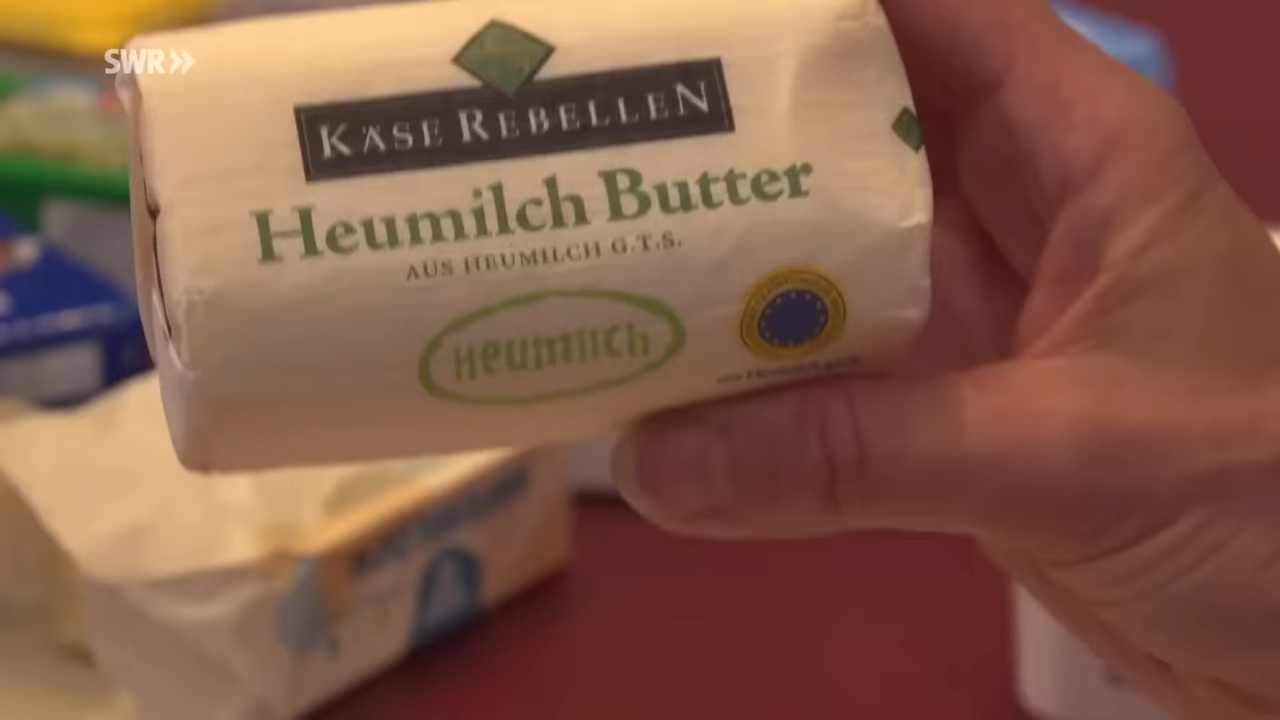 SWR»
KÄSE REBELLEN
Heumilch Butter
AUS HEUMILCH G.T.S.
Heumilch